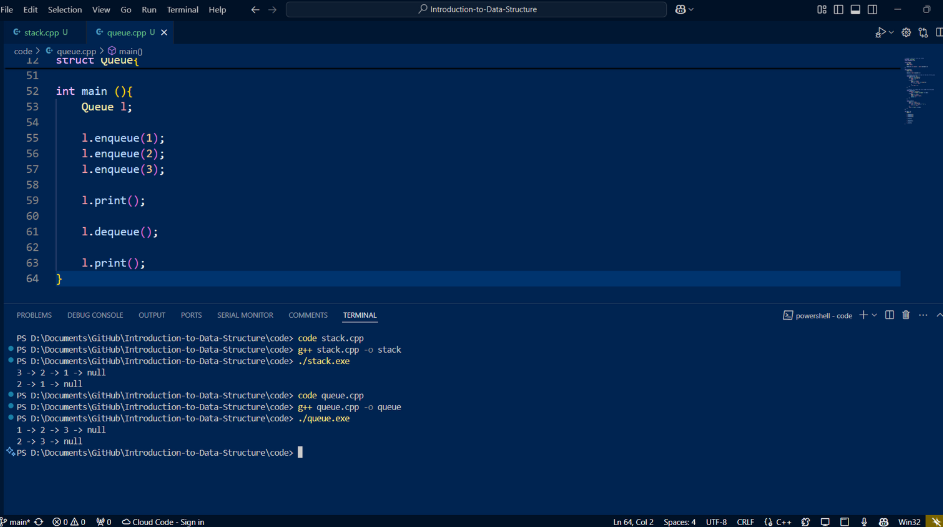 File Edit Selection View Go Run Terminal Help
Introduction-to-Data-Structure
stack.cpp U
queue.cpp U
code > queue.cpp > main()
12 struct Queue{
51
52 int main (){
53 Queue l;
54
55 l.enqueue(1);
56 l.enqueue(2);
57 l.enqueue(3);
58
59 l.print();
60
61 l.dequeue();
62
63 l.print();
64 }
PROBLEMS DEBUG CONSOLE OUTPUT PORTS SERIAL MONITOR COMMENTS TERMINAL
powershell - code
PS D:\Documents\GitHub\Introduction-to-Data-Structure\code> code stack.cpp
PS D:\Documents\GitHub\Introduction-to-Data-Structure\code> g++ stack.cpp -o stack
PS D:\Documents\GitHub\Introduction-to-Data-Structure\code> ./stack.exe
3 -> 2 -> 1 -> null
2 -> 1 -> null
PS D:\Documents\GitHub\Introduction-to-Data-Structure\code> code queue.cpp
PS D:\Documents\GitHub\Introduction-to-Data-Structure\code> g++ queue.cpp -o queue
PS D:\Documents\GitHub\Introduction-to-Data-Structure\code> ./queue.exe
1 -> 2 -> 3 -> null
2 -> 3 -> null
PS D:\Documents\GitHub\Introduction-to-Data-Structure\code>
main* 0 0 0 Cloud Code - Sign in Ln 64, Col 2 Spaces: 4 UTF-8 CRLF {} C++ Win32